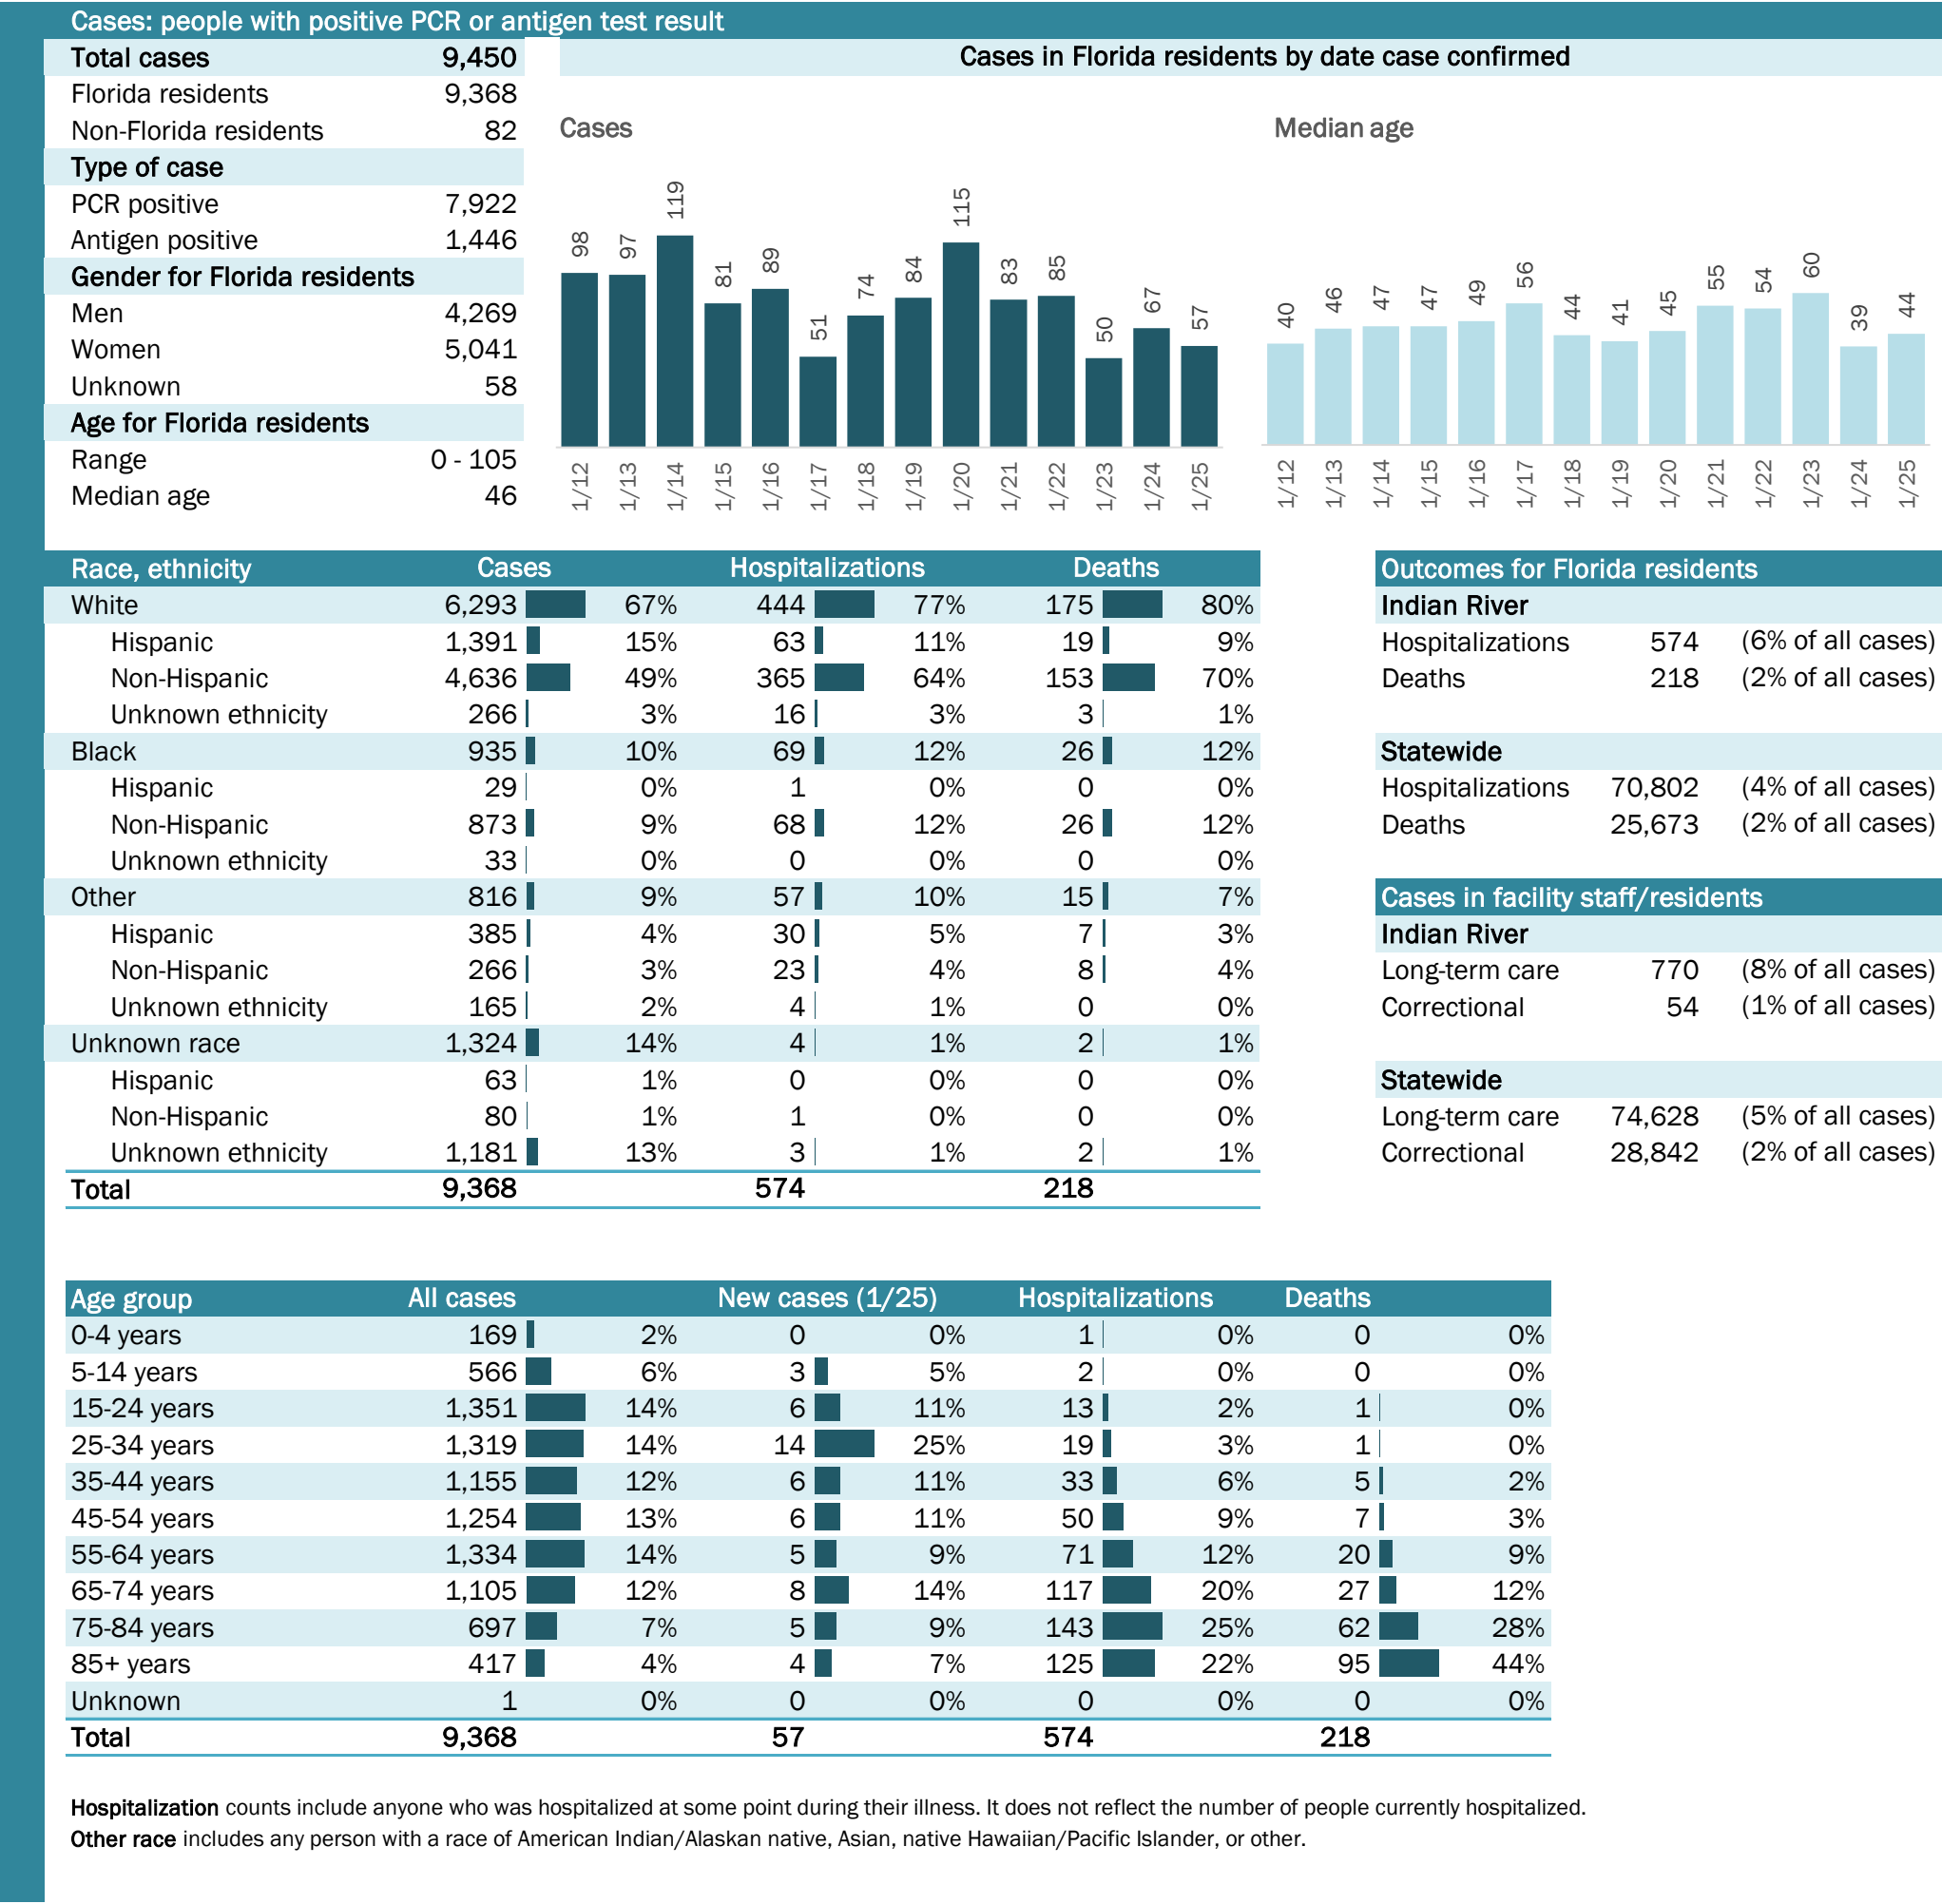 Cases: people with positive PCR or antigen test result
Total cases 9,450
Florida residents 9,368
Non-Florida residents 82
Type of case
PCR positive 7,922
Antigen positive 1,446
Gender for Florida residents
Men 4,269
Women 5,041
Unknown 58
Age for Florida residents
Range 0 - 105
Median age 46
Cases in Florida residents by date case confirmed
Cases
98 97 119 81 89 51 74 84 115 83 85 50 67 57
1/12 1/13 1/14 1/15 1/16 1/17 1/18 1/19 1/20 1/21 1/22 1/23 1/24 1/25
Median age
40 46 47 47 49 56 44 41 45 55 54 60 39 44
1/12 1/13 1/14 1/15 1/16 1/17 1/18 1/19 1/20 1/21 1/22 1/23 1/24 1/25
Race, ethnicity Cases Hospitalizations Deaths
White 6,293 67% 444 77% 175 80%
Hispanic 1,391 15% 63 11% 19 9%
Non-Hispanic 4,636 49% 365 64% 153 70%
Unknown ethnicity 266 3% 16 3% 3 1%
Black 935 10% 69 12% 26 12%
Hispanic 29 0% 1 0% 0 0%
Non-Hispanic 873 9% 68 12% 26 12%
Unknown ethnicity 33 0% 0 0% 0 0%
Other 816 9% 57 10% 15 7%
Hispanic 385 4% 30 5% 7 3%
Non-Hispanic 266 3% 23 4% 8 4%
Unknown ethnicity 165 2% 4 1% 0 0%
Unknown race 1,324 14% 4 1% 2 1%
Hispanic 63 1% 0 0% 0 0%
Non-Hispanic 80 1% 1 0% 0 0%
Unknown ethnicity 1,181 13% 3 1% 2 1%
Total 9,368 574 218
Outcomes for Florida residents
Indian River
Hospitalizations 574 (6% of all cases)
Deaths 218 (2% of all cases)
Statewide
Hospitalizations 70,802 (4% of all cases)
Deaths 25,673 (2% of all cases)
Cases in facility staff/residents
Indian River
Long-term care 770 (8% of all cases)
Correctional 54 (1% of all cases)
Statewide
Long-term care 74,628 (5% of all cases)
Correctional 28,842 (2% of all cases)
Age group All cases New cases (1/25) Hospitalizations Deaths
0-4 years 169 2% 0 0% 1 0% 0 0%
5-14 years 566 6% 3 5% 2 0% 0 0%
15-24 years 1,351 14% 6 11% 13 2% 1 0%
25-34 years 1,319 14% 14 25% 19 3% 1 0%
35-44 years 1,155 12% 6 11% 33 6% 5 2%
45-54 years 1,254 13% 6 11% 50 9% 7 3%
55-64 years 1,334 14% 5 9% 71 12% 20 9%
65-74 years 1,105 12% 8 14% 117 20% 27 12%
75-84 years 697 7% 5 9% 143 25% 62 28%
85+ years 417 4% 4 7% 125 22% 95 44%
Unknown 1 0% 0 0% 0 0% 0 0%
Total 9,368 57 574 218
Hospitalization counts include anyone who was hospitalized at some point during their illness. It does not reflect the number of people currently hospitalized.
Other race includes any person with a race of American Indian/Alaskan native, Asian, native Hawaiian/Pacific Islander, or other.